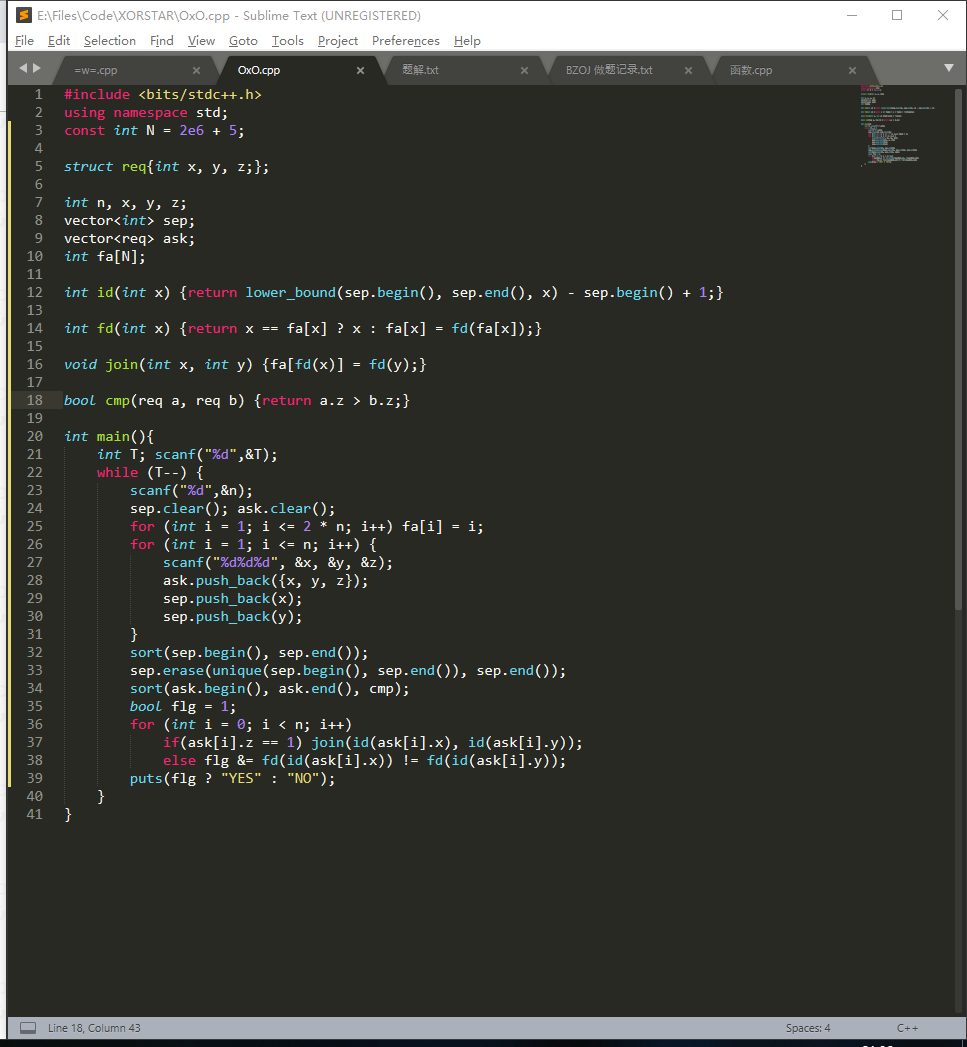 E:\Files\Code\XORSTAR\OxO.cpp - Sublime Text (UNREGISTERED)
File Edit Selection Find View Goto Tools Project Preferences Help
=w=.cpp OxO.cpp 题解.txt BZOJ 做题记录.txt 函数.cpp
1 #include <bits/stdc++.h>
2 using namespace std;
3 const int N = 2e6 + 5;
4
5 struct req{int x, y, z;};
6
7 int n, x, y, z;
8 vector<int> sep;
9 vector<req> ask;
10 int fa[N];
11
12 int id(int x) {return lower_bound(sep.begin(), sep.end(), x) - sep.begin() + 1;}
13
14 int fd(int x) {return x == fa[x] ? x : fa[x] = fd(fa[x]);}
15
16 void join(int x, int y) {fa[fd(x)] = fd(y);}
17
18 bool cmp(req a, req b) {return a.z > b.z;}
19
20 int main(){
21     int T; scanf("%d",&T);
22     while (T--) {
23         scanf("%d",&n);
24         sep.clear(); ask.clear();
25         for (int i = 1; i <= 2 * n; i++) fa[i] = i;
26         for (int i = 1; i <= n; i++) {
27             scanf("%d%d%d", &x, &y, &z);
28             ask.push_back({x, y, z});
29             sep.push_back(x);
30             sep.push_back(y);
31         }
32         sort(sep.begin(), sep.end());
33         sep.erase(unique(sep.begin(), sep.end()), sep.end());
34         sort(ask.begin(), ask.end(), cmp);
35         bool flg = 1;
36         for (int i = 0; i < n; i++)
37             if(ask[i].z == 1) join(id(ask[i].x), id(ask[i].y));
38             else flg &= fd(id(ask[i].x)) != fd(id(ask[i].y));
39         puts(flg ? "YES" : "NO");
40     }
41 }
Line 18, Column 43 Spaces: 4 C++